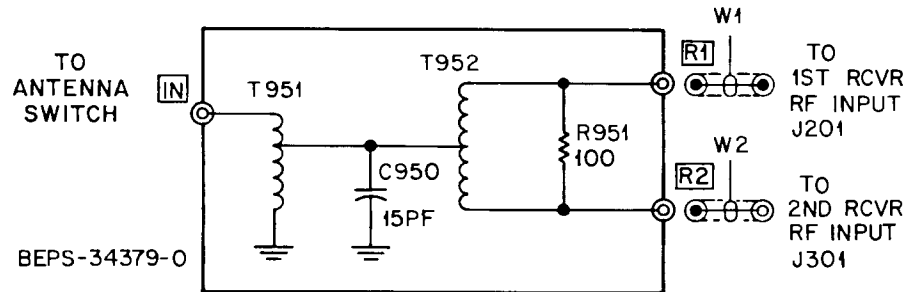 TO
ANTENNA
SWITCH
IN
T951
T952
C950
15PF
R951
100
R1
W1
TO
1ST RCVR
RF INPUT
J201
R2
W2
TO
2ND RCVR
RF INPUT
J301
BEPS-34379-0